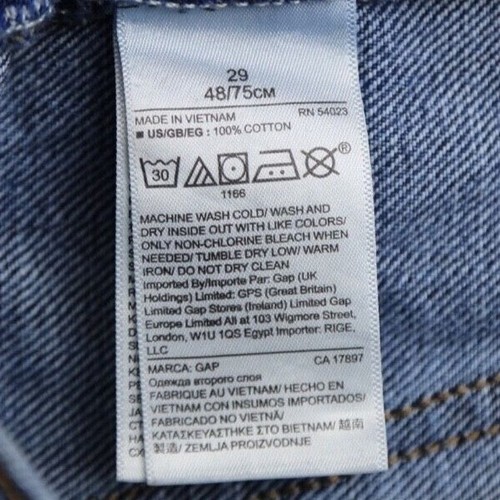 29
48/75CM
MADE IN VIETNAM RN 54023
■ US/GB/EG : 100% COTTON
30 ®
1166
MACHINE WASH COLD/ WASH AND
DRY INSIDE OUT WITH LIKE COLORS/
ONLY NON-CHLORINE BLEACH WHEN
NEEDED/ TUMBLE DRY LOW/ WARM
IRON/ DO NOT DRY CLEAN
Imported By/Importe Par: Gap (UK
Holdings) Limited: GPS (Great Britain)
Limited Gap Stores (Ireland) Limited Gap
Europe Limited All at 103 Wigmore Street,
London, W1U 1QS Egypt Importer: RIGE,
LLC
MARCA: GAP CA 17897
Одежда второго слоя
FABRIQUE AU VIETNAM/ HECHO EN
VIETNAM CON INSUMOS IMPORTADOS/
FABRICADO NO VIETNÃ/
ΚΑΤΑΣΚΕΥΑΣΤΗΚΕ ΣΤΟ ΒΙΕΤΝΑΜ/ 越南
製造/ ZEMLJA PROIZVODNJE